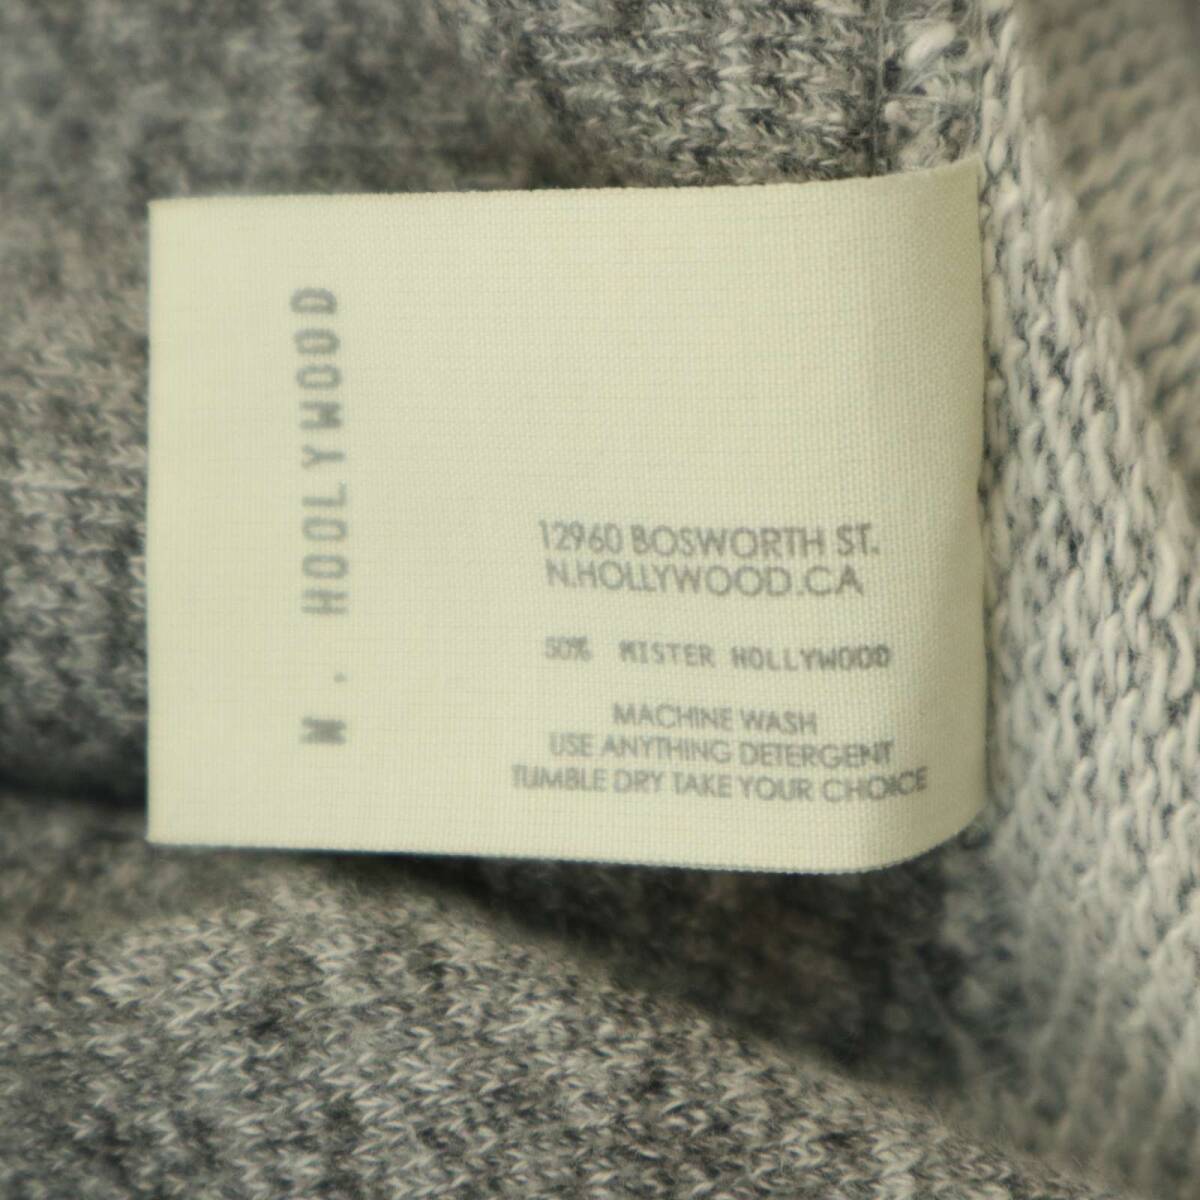 N. HOOLYWOOD
12960 BOSWORTH ST.
N.HOLLYWOOD.CA
50% MISTER HOLLYWOOD
MACHINE WASH
USE ANYTHING DETERGENT
TUMBLE DRY TAKE YOUR CHOICE